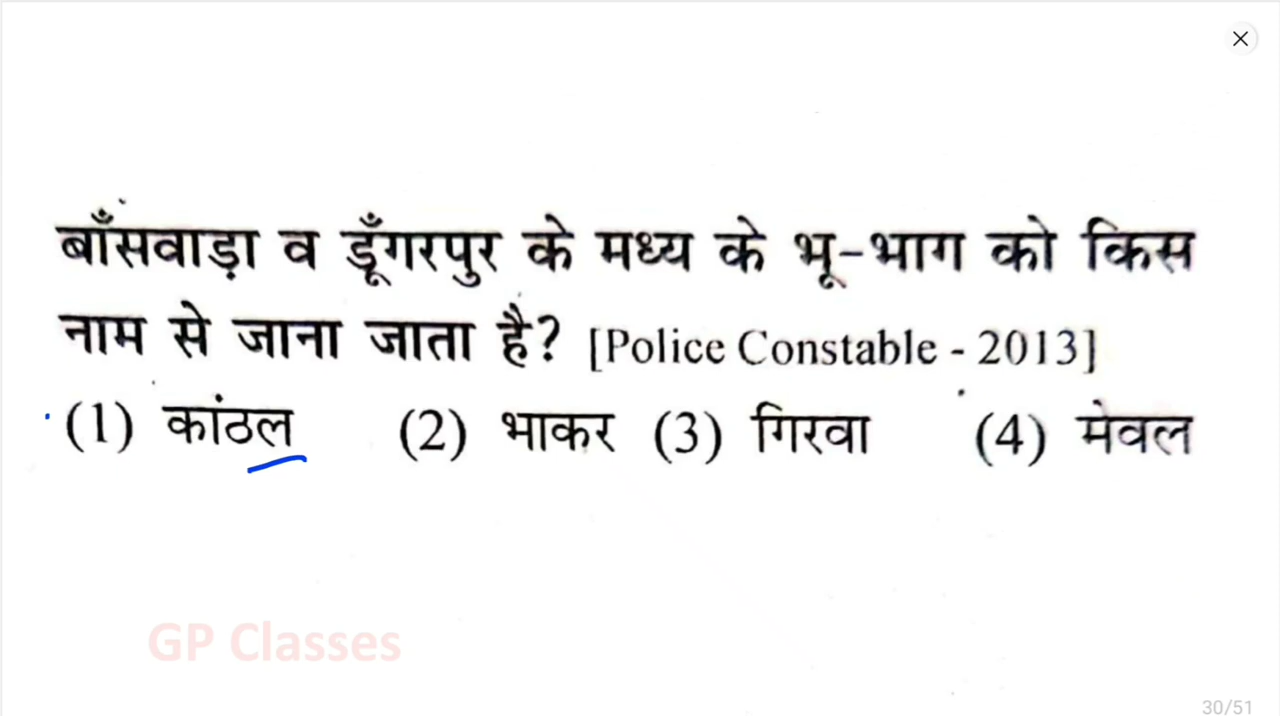 बाँसवाड़ा व डूँगरपुर के मध्य के भू-भाग को किस
नाम से जाना जाता है? [Police Constable - 2013]
(1) कांठल (2) भाकर (3) गिरवा (4) मेवल
GP Classes
30/51